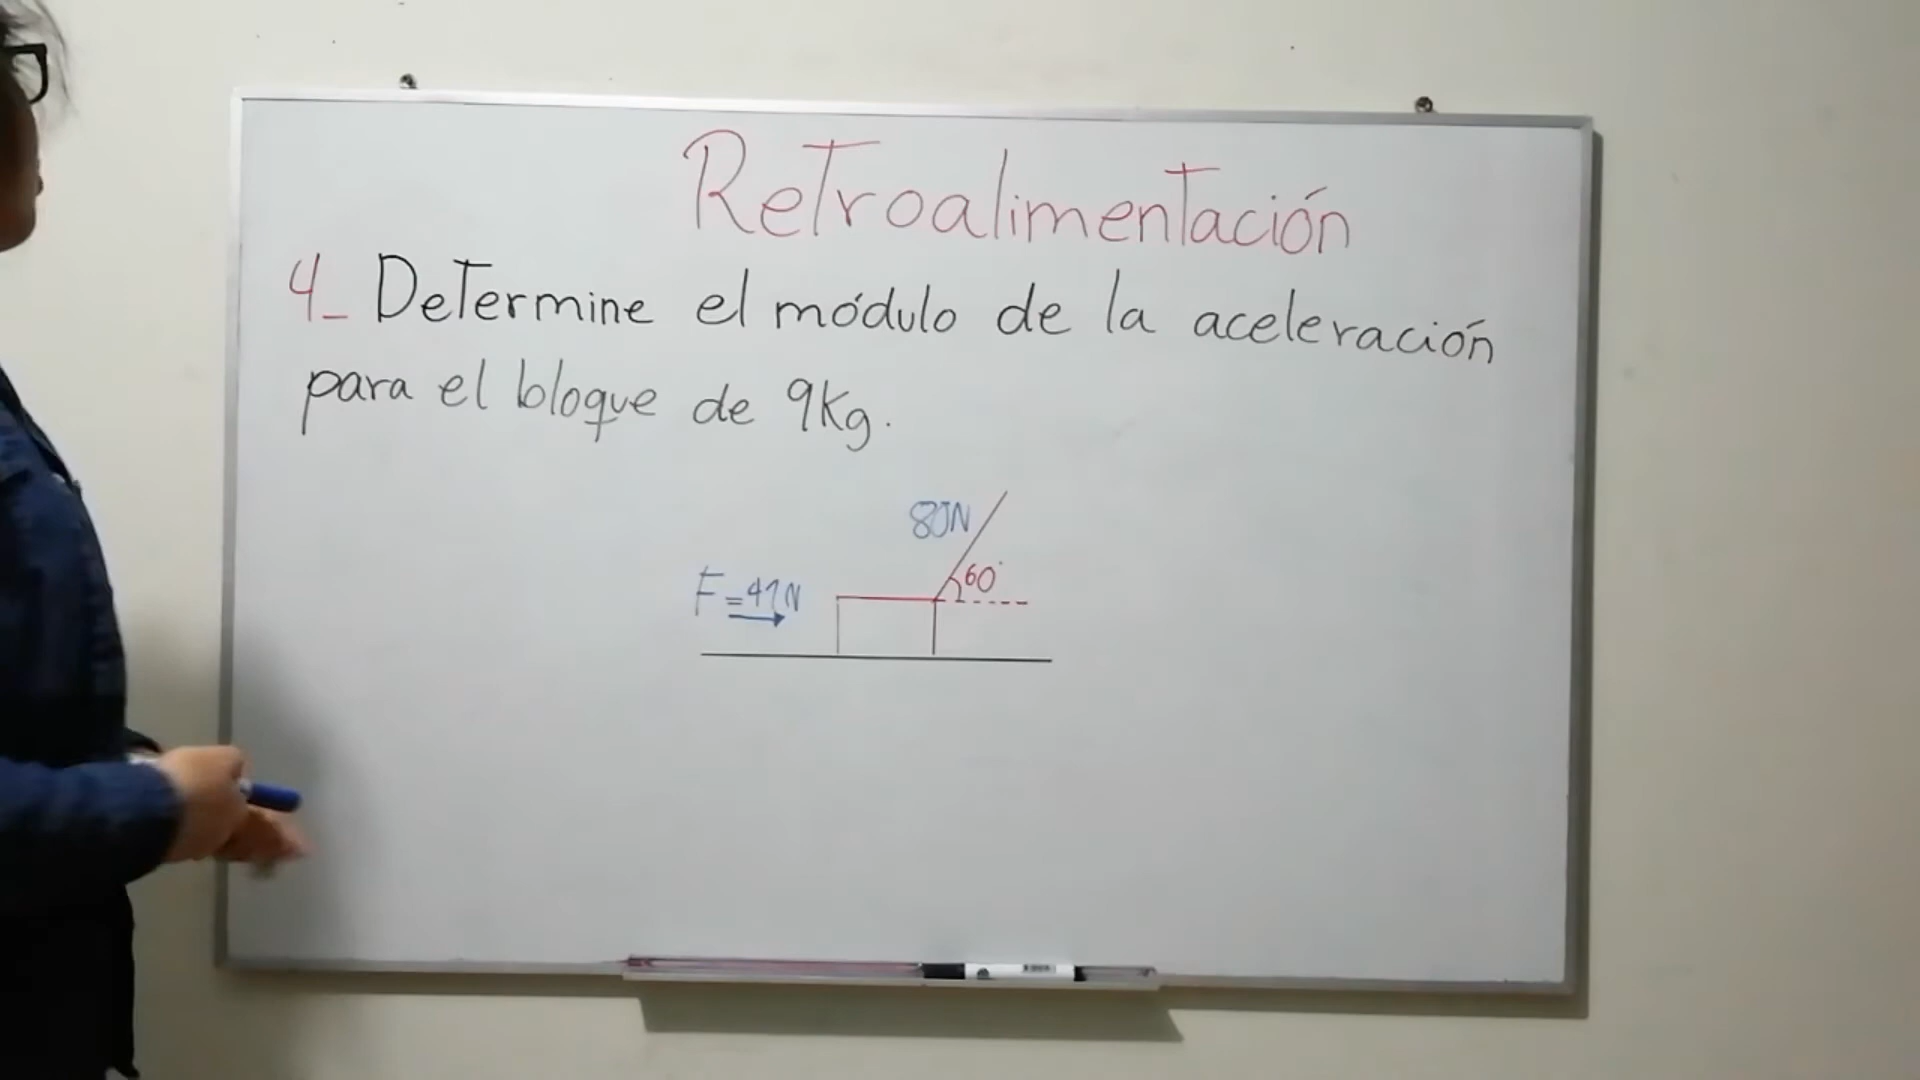 Retroalimentación
4_ Determine el módulo de la aceleración
para el bloque de 9Kg.
80N
60°
F=41N